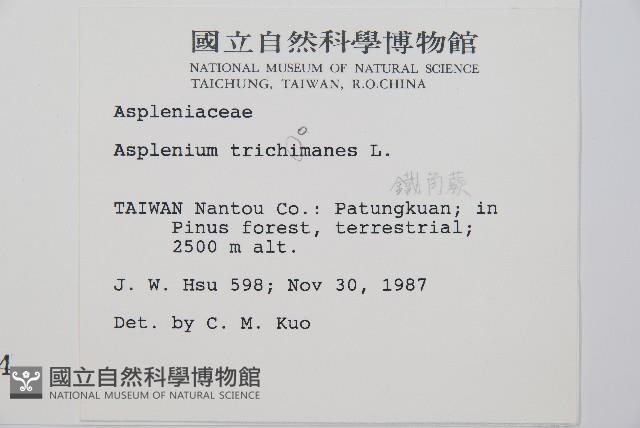 國立自然科學博物館
NATIONAL MUSEUM OF NATURAL SCIENCE
TAICHUNG, TAIWAN, R.O.CHINA
Aspleniaceae
o
Asplenium trichimanes L.
鐵角蕨
TAIWAN Nantou Co.: Patungkuan; in
Pinus forest, terrestrial;
2500 m alt.
J. W. Hsu 598; Nov 30, 1987
Det. by C. M. Kuo
4
國立自然科學博物館
NATIONAL MUSEUM OF NATURAL SCIENCE